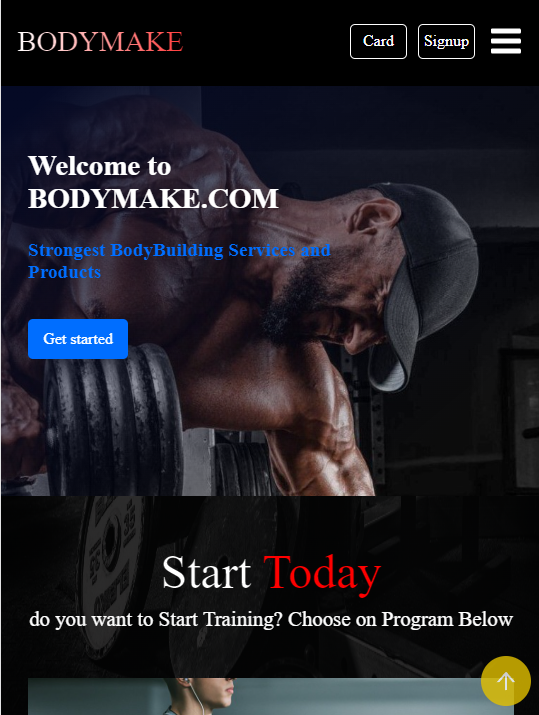 BODYMAKE
Card
Signup
Welcome to
BODYMAKE.COM
Strongest BodyBuilding Services and
Products
Get started
Start Today
do you want to Start Training? Choose on Program Below